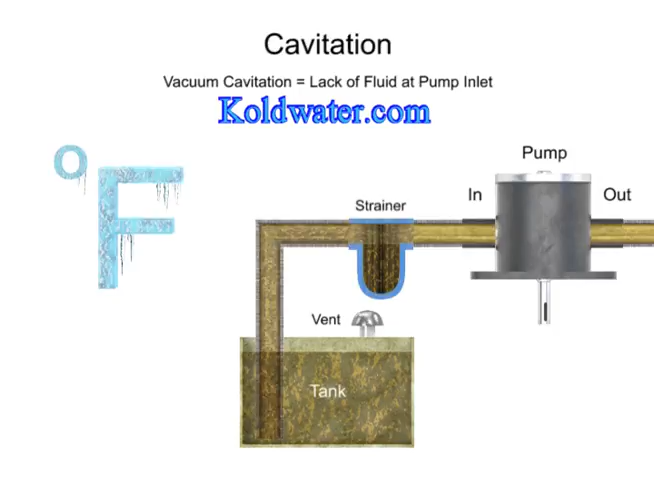 Cavitation
Vacuum Cavitation = Lack of Fluid at Pump Inlet
Koldwater.com
°F
Pump
In
Out
Strainer
Vent
Tank